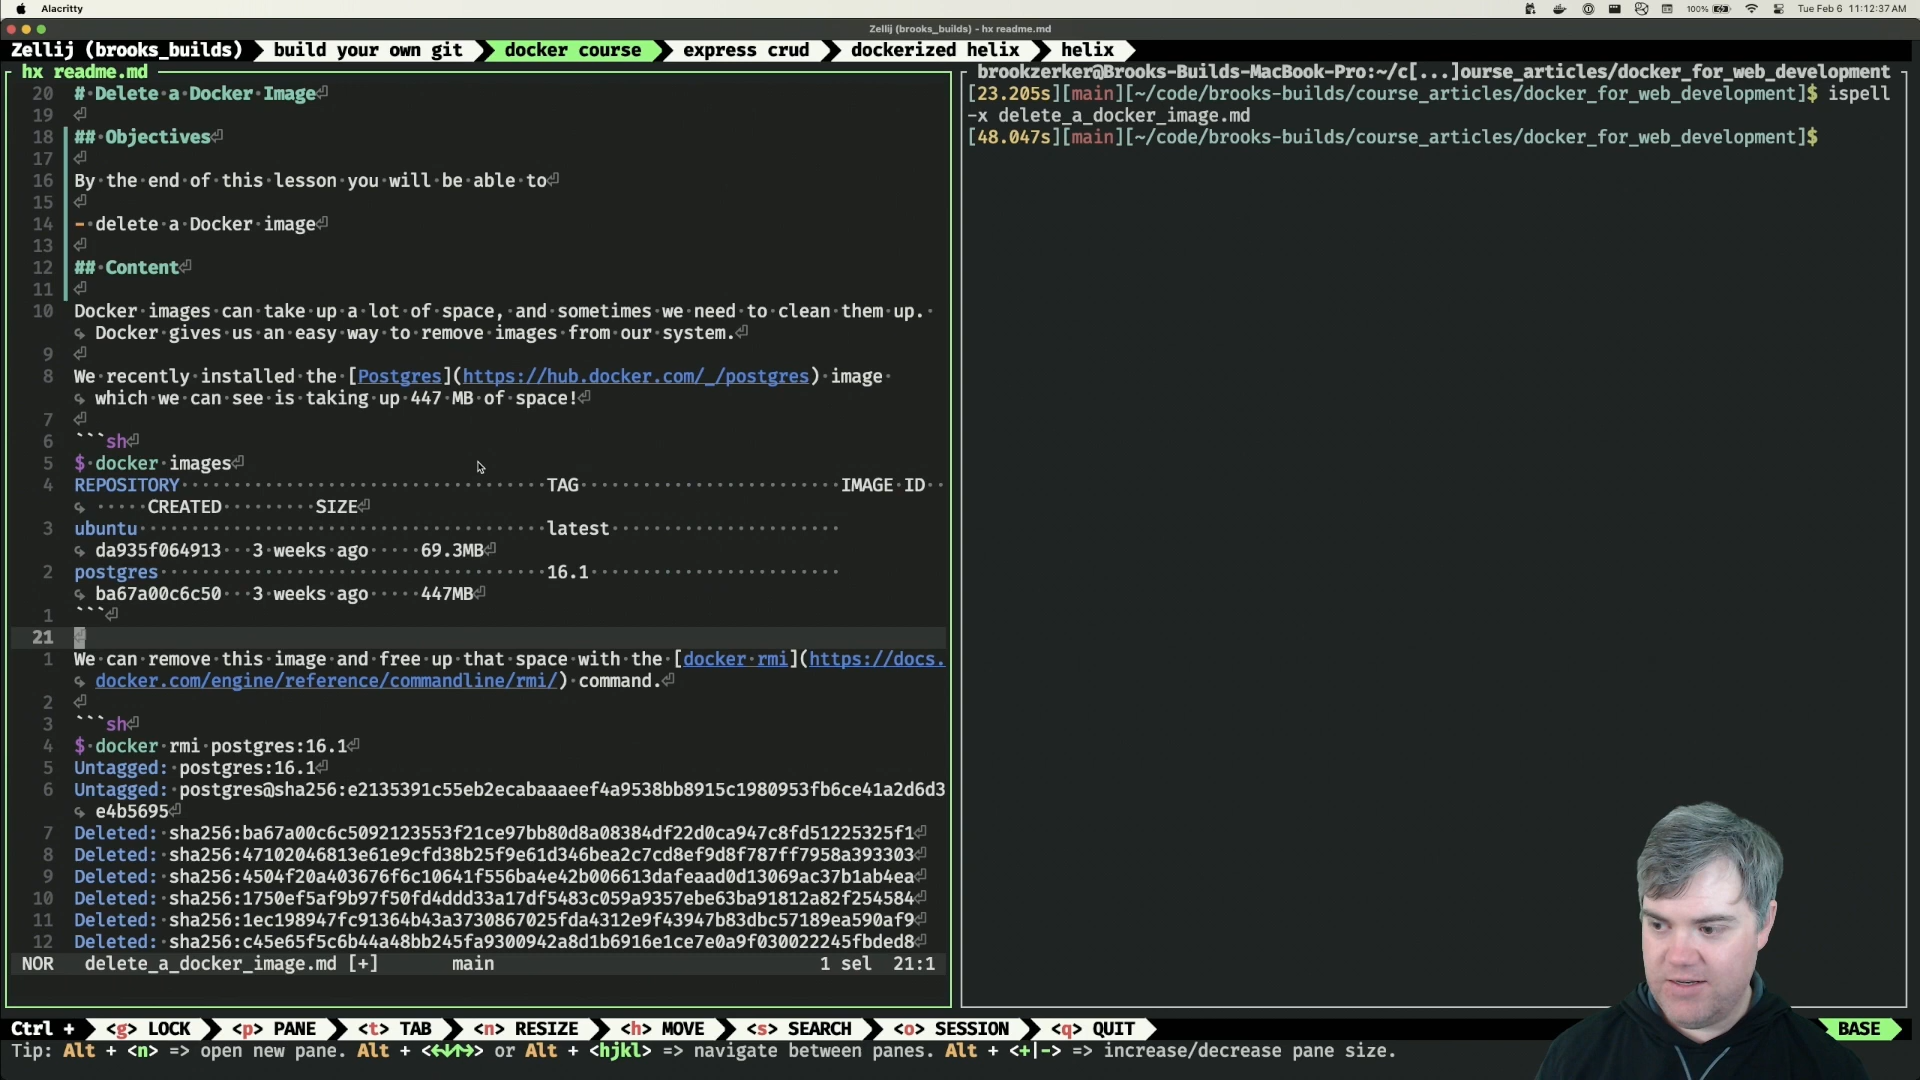 Alacritty
100%
Tue Feb 6 11:12:37 AM
Zellij (brooks_builds) - hx readme.md
Zellij (brooks_builds) build your own git docker course express crud dockerized helix helix
hx readme.md
20 # Delete a Docker Image
19
18 ## Objectives
17
16 By the end of this lesson you will be able to
15
14 - delete a Docker image
13
12 ## Content
11
10 Docker images can take up a lot of space, and sometimes we need to clean them up.
Docker gives us an easy way to remove images from our system.
9
8 We recently installed the [Postgres](https://hub.docker.com/_/postgres) image
which we can see is taking up 447 MB of space!
7
6 ```sh
5 $ docker images
4 REPOSITORY TAG IMAGE ID
CREATED SIZE
3 ubuntu latest
da935f064913 3 weeks ago 69.3MB
2 postgres 16.1
ba67a00c6c50 3 weeks ago 447MB
1 ```
21
1 We can remove this image and free up that space with the [docker rmi](https://docs.
docker.com/engine/reference/commandline/rmi/) command.
2
3 ```sh
4 $ docker rmi postgres:16.1
5 Untagged: postgres:16.1
6 Untagged: postgres@sha256:e2135391c55eb2ecabaaaeef4a9538bb8915c1980953fb6ce41a2d6d3
e4b5695
7 Deleted: sha256:ba67a00c6c5092123553f21ce97bb80d8a08384df22d0ca947c8fd51225325f1
8 Deleted: sha256:47102046813e61e9cfd38b25f9e61d346bea2c7cd8ef9d8f787ff7958a393303
9 Deleted: sha256:4504f20a403676f6c10641f556ba4e42b006613dafeaad0d13069ac37b1ab4ea
10 Deleted: sha256:1750ef5af9b97f50fd4ddd33a17df5483c059a9357ebe63ba91812a82f254584
11 Deleted: sha256:1ec198947fc91364b43a3730867025fda4312e9f43947b83dbc57189ea590af9
12 Deleted: sha256:c45e65f5c6b44a48bb245fa9300942a8d1b6916e1ce7e0a9f030022245fbded8
NOR delete_a_docker_image.md [+] main 1 sel 21:1
brookzerker@Brooks-Builds-MacBook-Pro:~/c[...]ourse_articles/docker_for_web_development
[23.205s][main][~/code/brooks-builds/course_articles/docker_for_web_development]$ ispell
-x delete_a_docker_image.md
[48.047s][main][~/code/brooks-builds/course_articles/docker_for_web_development]$
Ctrl + <g> LOCK <p> PANE <t> TAB <n> RESIZE <h> MOVE <s> SEARCH <o> SESSION <q> QUIT BASE
Tip: Alt + <n> => open new pane. Alt + <←↓↑→> or Alt + <hjkl> => navigate between panes. Alt + <+|-> => increase/decrease pane size.